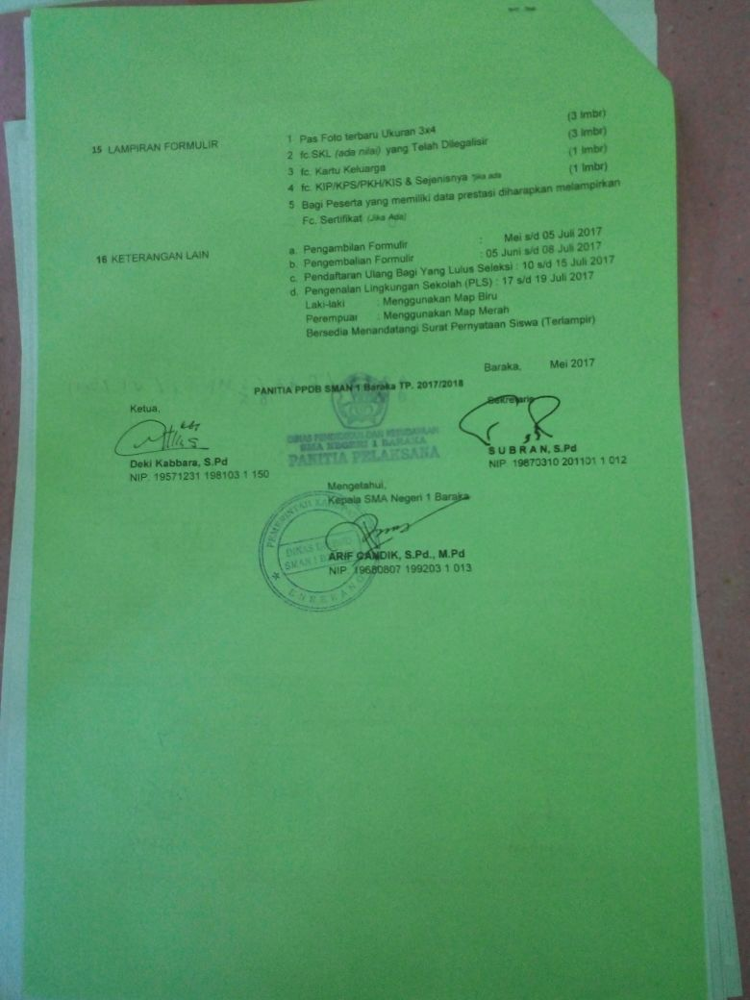 15 LAMPIRAN FORMULIR
1 Pas Foto terbaru Ukuran 3x4 (3 lmbr)
2 fc.SKL (ada nilai) yang Telah Dilegalisir (3 lmbr)
3 fc. Kartu Keluarga (1 lmbr)
4 fc. KIP/KPS/PKH/KIS & Sejenisnya *jika ada (1 lmbr)
5 Bagi Peserta yang memiliki data prestasi diharapkan melampirkan
Fc. Sertifikat (Jika Ada)
16 KETERANGAN LAIN
a. Pengambilan Formulir : Mei s/d 05 Juli 2017
b. Pengembalian Formulir : 05 Juni s/d 08 Juli 2017
c. Pendaftaran Ulang Bagi Yang Lulus Seleksi : 10 s/d 15 Juli 2017
d. Pengenalan Lingkungan Sekolah (PLS) : 17 s/d 19 Juli 2017
Laki-laki : Menggunakan Map Biru
Perempuan : Menggunakan Map Merah
Bersedia Menandatangi Surat Pernyataan Siswa (Terlampir)
Baraka, Mei 2017
PANITIA PPDB SMAN 1 Baraka TP. 2017/2018
Ketua,
Sekretaris
DINAS PENDIDIKAN DAN KEBUDAYAAN
SMA NEGERI 1 BARAKA
PANITIA PELAKSANA
Deki Kabbara, S.Pd
NIP. 19571231 198103 1 150
S U B R A N, S.Pd
NIP. 19870310 201101 1 012
Mengetahui,
Kepala SMA Negeri 1 Baraka
PEMERINTAH
DINAS
SMAN 1
ENREKANG
ARIF CANDIK, S.Pd., M.Pd
NIP. 19680807 199203 1 013